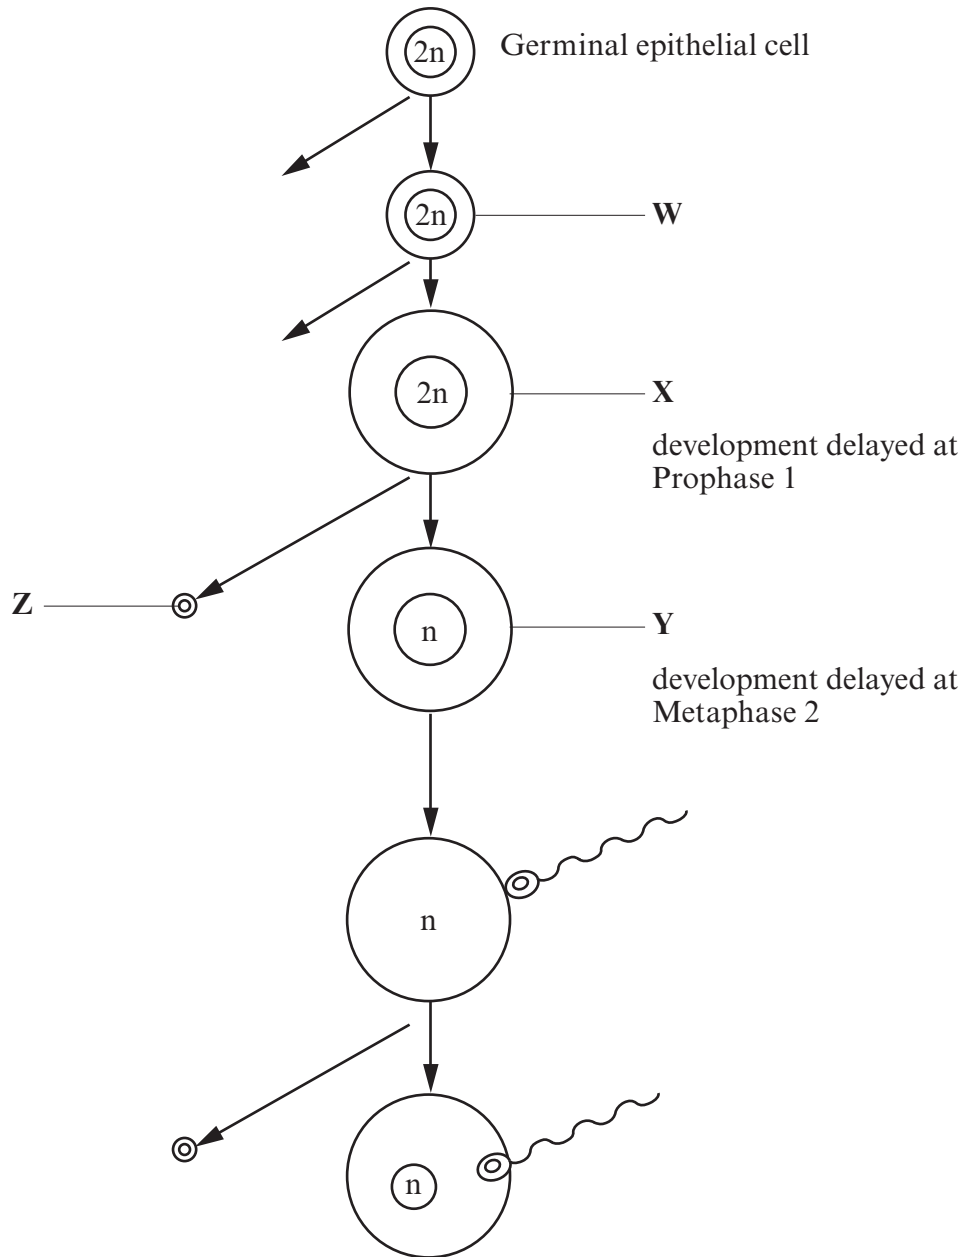 2n
Germinal epithelial cell
2n
W
2n
X
development delayed at
Prophase 1
Z
n
Y
development delayed at
Metaphase 2
n
n